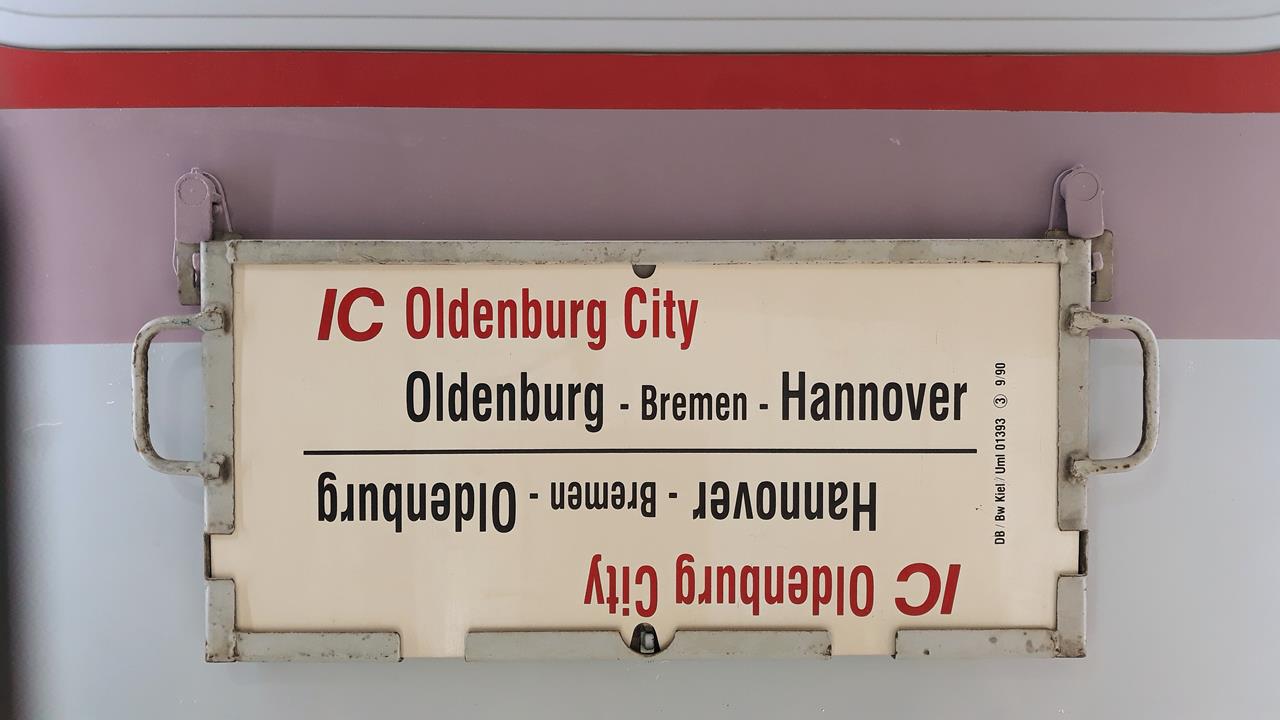 IC Oldenburg City
Oldenburg - Bremen - Hannover
Hannover - Bremen - Oldenburg
IC Oldenburg City
DB / Bw Kiel / Uml 01393 ③ 9/90